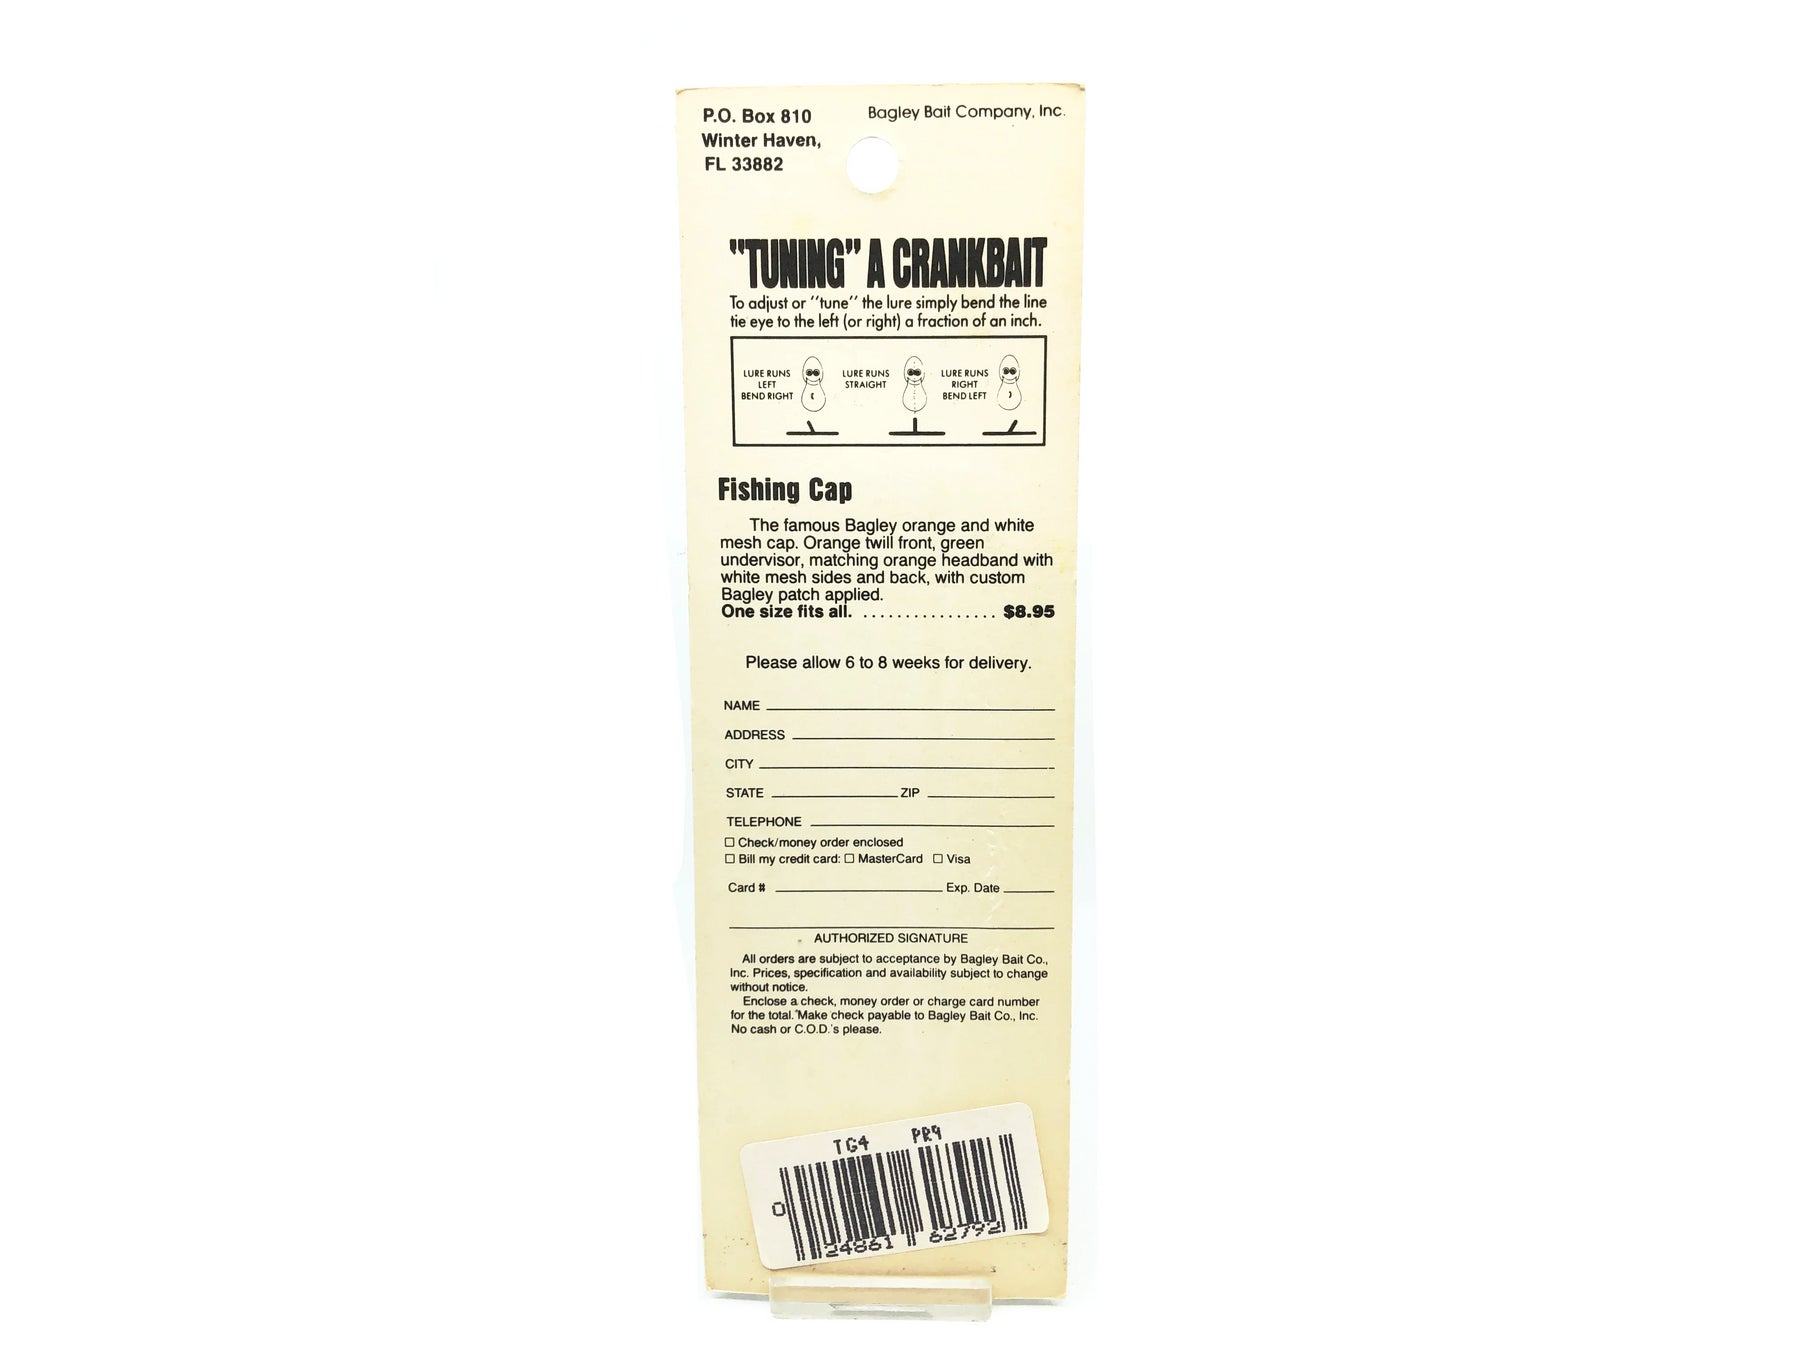 P.O. Box 810
Winter Haven,
FL 33882
Bagley Bait Company, Inc.
"TUNING" A CRANKBAIT
To adjust or "tune" the lure simply bend the line
tie eye to the left (or right) a fraction of an inch.
LURE RUNS
LEFT
BEND RIGHT
LURE RUNS
STRAIGHT
LURE RUNS
RIGHT
BEND LEFT
Fishing Cap
The famous Bagley orange and white
mesh cap. Orange twill front, green
undervisor, matching orange headband with
white mesh sides and back, with custom
Bagley patch applied.
One size fits all. ................ $8.95
Please allow 6 to 8 weeks for delivery.
NAME
ADDRESS
CITY
STATE ZIP
TELEPHONE
☐ Check/money order enclosed
☐ Bill my credit card: ☐ MasterCard ☐ Visa
Card # Exp. Date
AUTHORIZED SIGNATURE
All orders are subject to acceptance by Bagley Bait Co.,
Inc. Prices, specification and availability subject to change
without notice.
Enclose a check, money order or charge card number
for the total. Make check payable to Bagley Bait Co., Inc.
No cash or C.O.D.'s please.
TG4 PR9
0 24861 62792